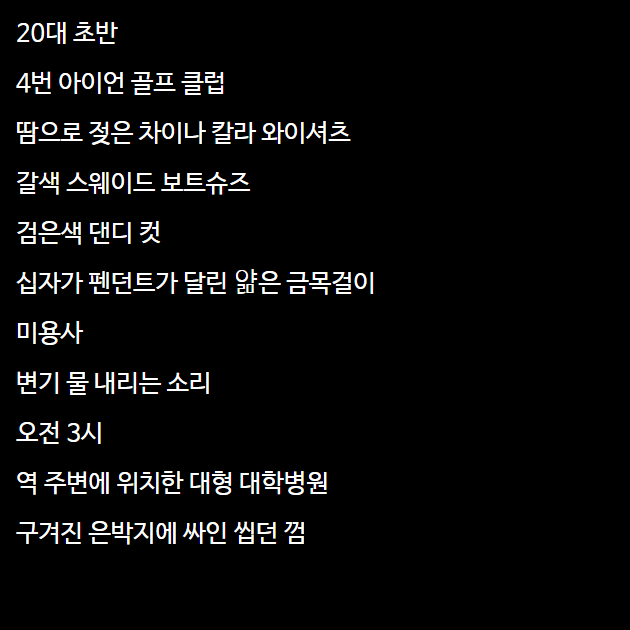 20대 초반
4번 아이언 골프 클럽
땀으로 젖은 차이나 칼라 와이셔츠
갈색 스웨이드 보트슈즈
검은색 댄디 컷
십자가 펜던트가 달린 얆은 금목걸이
미용사
변기 물 내리는 소리
오전 3시
역 주변에 위치한 대형 대학병원
구겨진 은박지에 싸인 씹던 껌